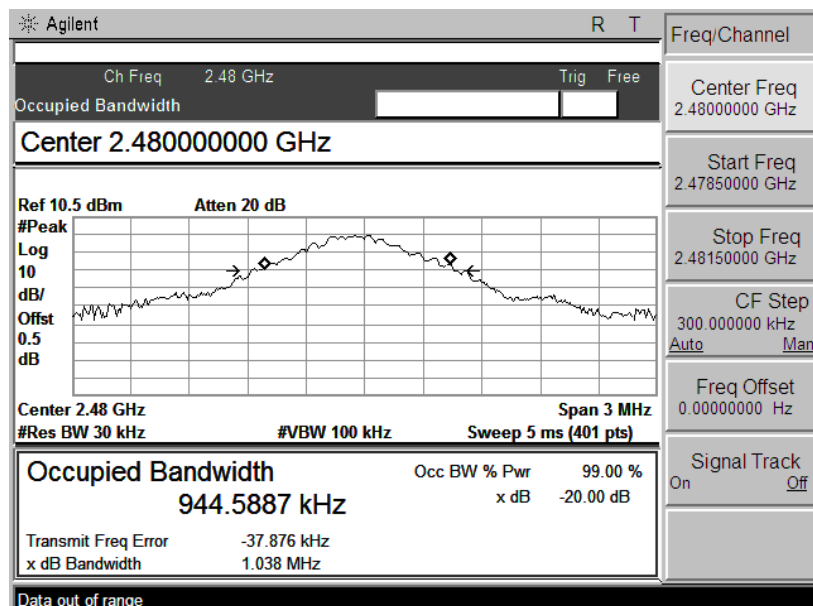 Agilent R T
Ch Freq 2.48 GHz Trig Free
Occupied Bandwidth
Center 2.480000000 GHz
Ref 10.5 dBm Atten 20 dB
#Peak
Log
10
dB/
Offst
0.5
dB
Center 2.48 GHz Span 3 MHz
#Res BW 30 kHz #VBW 100 kHz Sweep 5 ms (401 pts)
Occupied Bandwidth Occ BW % Pwr 99.00 %
944.5887 kHz x dB -20.00 dB
Transmit Freq Error -37.876 kHz
x dB Bandwidth 1.038 MHz
Data out of range
Freq/Channel
Center Freq
2.48000000 GHz
Start Freq
2.47850000 GHz
Stop Freq
2.48150000 GHz
CF Step
300.000000 kHz
Auto Man
Freq Offset
0.00000000 Hz
Signal Track
On Off